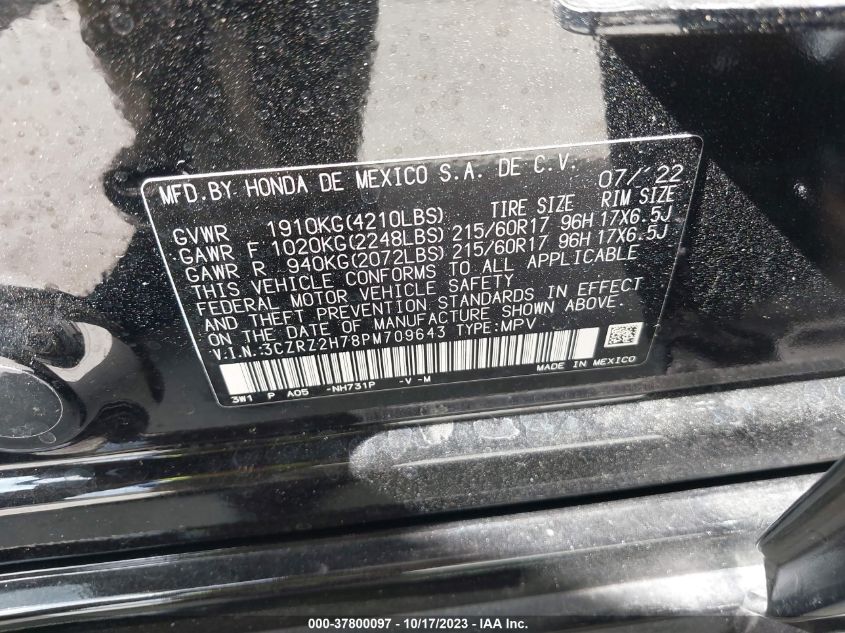 MFD.BY HONDA DE MEXICO S.A. DE C.V. 07/'22
TIRE SIZE RIM SIZE
GVWR 1910KG(4210LBS)
GAWR F 1020KG(2248LBS) 215/60R17 96H 17X6.5J
GAWR R 940KG(2072LBS) 215/60R17 96H 17X6.5J
THIS VEHICLE CONFORMS TO ALL APPLICABLE
FEDERAL MOTOR VEHICLE SAFETY
AND THEFT PREVENTION STANDARDS IN EFFECT
ON THE DATE OF MANUFACTURE SHOWN ABOVE.
V.I.N.:3CZRZ2H78PM709643 TYPE:MPV
MADE IN MEXICO
3W1 P A05 -NH731P -V -M
000-37800097 - 10/17/2023 - IAA Inc.